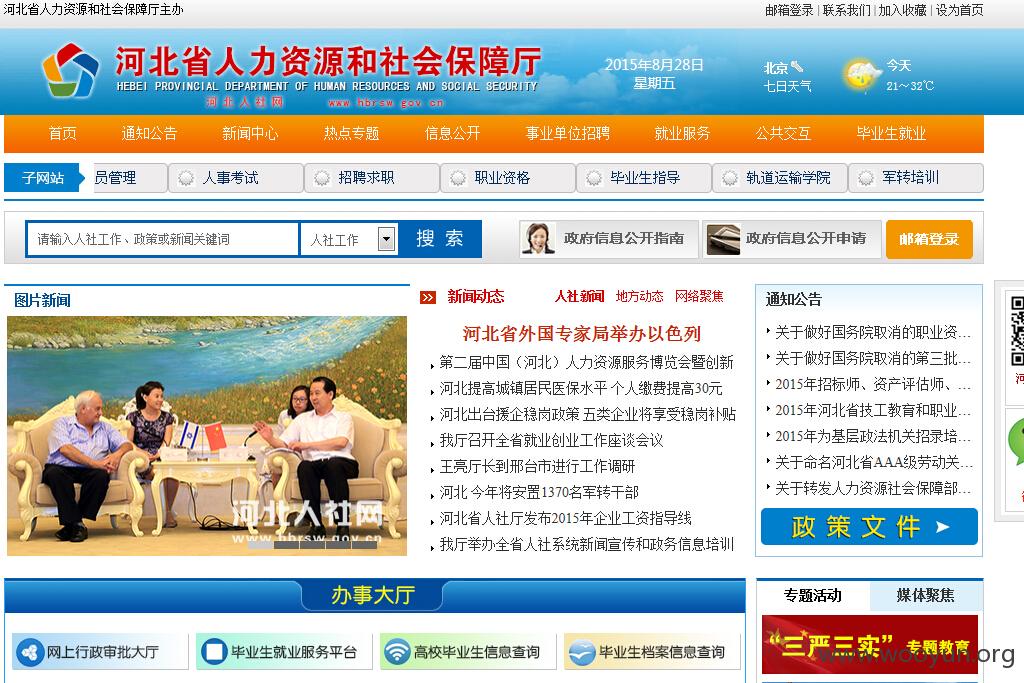 河北省人力资源和社会保障厅主办
邮箱登录 | 联系我们 | 加入收藏 | 设为首页
河北省人力资源和社会保障厅
HEBEI PROVINCIAL DEPARTMENT OF HUMAN RESOURCES AND SOCIAL SECURITY
河北人社网 www.hbrsw.gov.cn
2015年8月28日
星期五
北京
七日天气
今天
21～32℃
首页 通知公告 新闻中心 热点专题 信息公开 事业单位招聘 就业服务 公共交互 毕业生就业
子网站 员管理 人事考试 招聘求职 职业资格 毕业生指导 轨道运输学院 军转培训
请输入人社工作、政策或新闻关键词 人社工作 搜索 政府信息公开指南 政府信息公开申请 邮箱登录
图片新闻
河北人社网
www.hbrsw.gov.cn
新闻动态 人社新闻 地方动态 网络聚焦
河北省外国专家局举办以色列
第二届中国（河北）人力资源服务博览会暨创新
河北提高城镇居民医保水平 个人缴费提高30元
河北出台援企稳岗政策 五类企业将享受稳岗补贴
我厅召开全省就业创业工作座谈会议
王亮厅长到邢台市进行工作调研
河北 今年将安置1370名军转干部
河北省人社厅发布2015年企业工资指导线
我厅举办全省人社系统新闻宣传和政务信息培训
通知公告
关于做好国务院取消的职业资...
关于做好国务院取消的第三批...
2015年招标师、资产评估师、...
2015年河北省技工教育和职业...
2015年为基层政法机关招录培...
关于命名河北省AAA级劳动关...
关于转发人力资源社会保障部...
政策文件
办事大厅
网上行政审批大厅 毕业生就业服务平台 高校毕业生信息查询 毕业生档案信息查询
专题活动 媒体聚焦
“三严三实”专题教育
www.wooyun.org